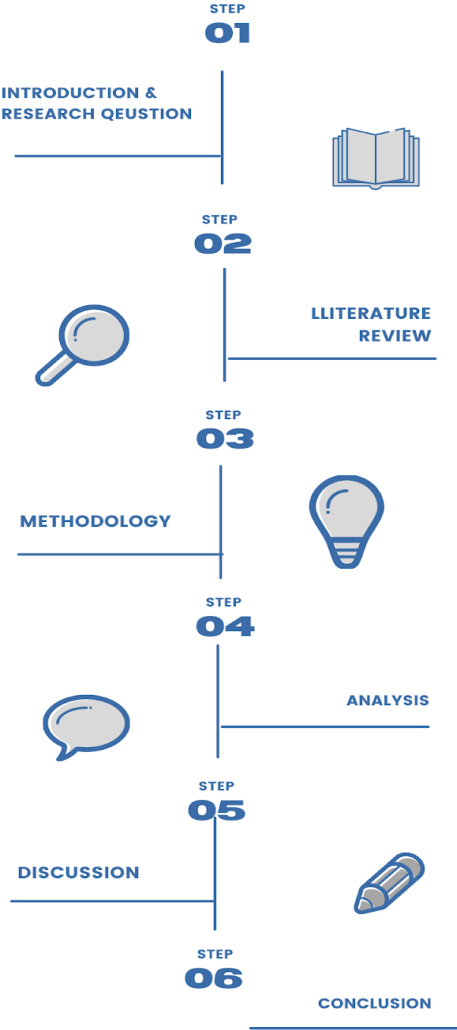 STEP
01
INTRODUCTION &
RESEARCH QEUSTION
STEP
02
LLITERATURE
REVIEW
STEP
03
METHODOLOGY
STEP
04
ANALYSIS
STEP
05
DISCUSSION
STEP
06
CONCLUSION